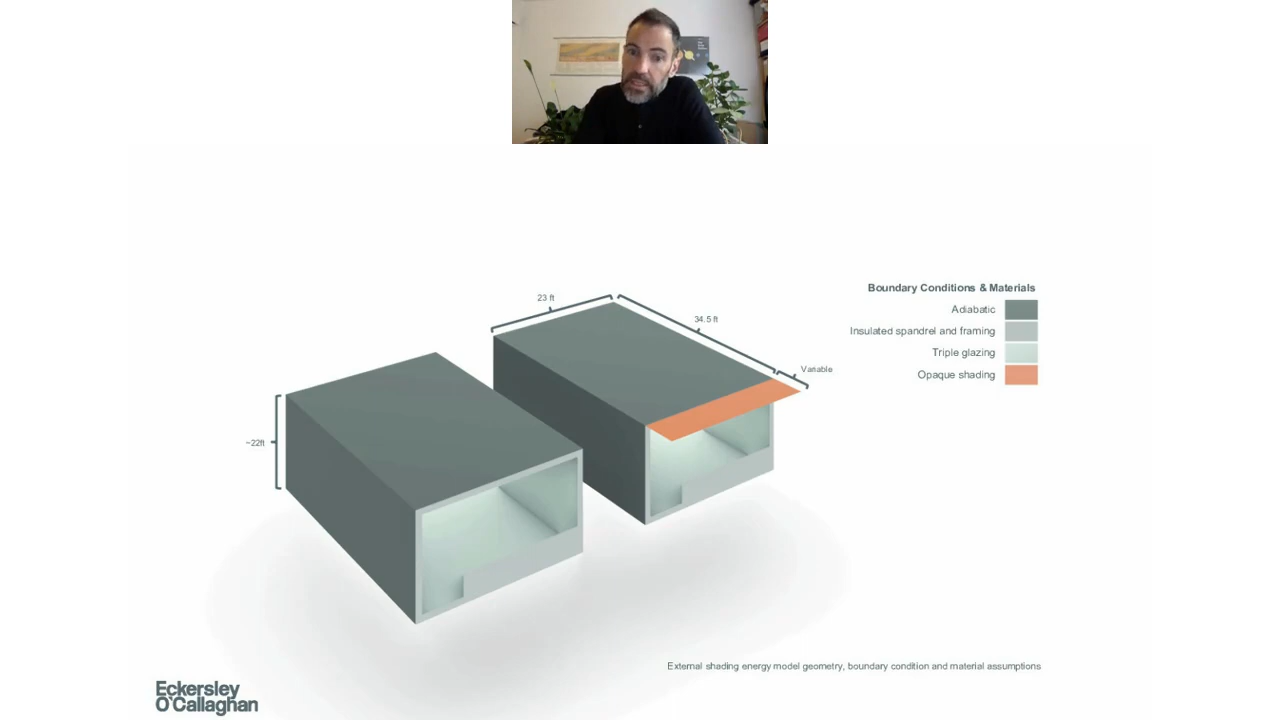 23 ft
34.5 ft
Variable
~22ft
Boundary Conditions & Materials
Adiabatic
Insulated spandrel and framing
Triple glazing
Opaque shading
External shading energy model geometry, boundary condition and material assumptions
Eckersley
O'Callaghan